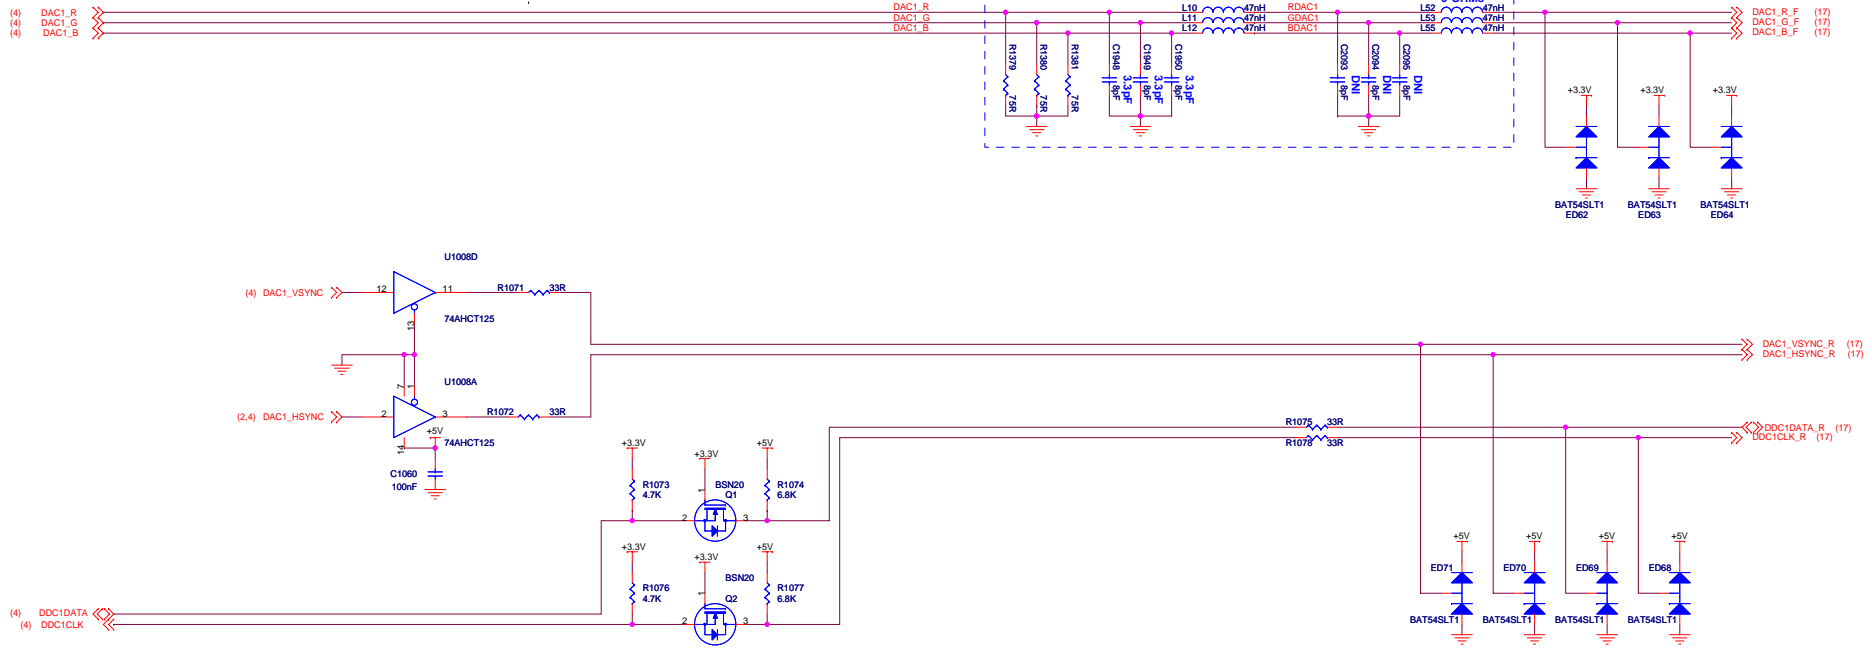 (4) DAC1_R
(4) DAC1_G
(4) DAC1_B
DAC1_R
DAC1_G
DAC1_B
L10 47nH
L11 47nH
L12 47nH
RDAC1
GDAC1
BDAC1
L52 47nH
L53 47nH
L55 47nH
DAC1_R_F (17)
DAC1_G_F (17)
DAC1_B_F (17)
R1379 75R
R1380 75R
R1381 75R
C1948 8pF 3.3pF
C1949 8pF 3.3pF
C1950 8pF 3.3pF
C2093 8pF DNI
C2094 8pF DNI
C2095 8pF DNI
+3.3V
+3.3V
+3.3V
BAT54SLT1
ED62
BAT54SLT1
ED63
BAT54SLT1
ED64
U1008D
(4) DAC1_VSYNC
12
11
13
R1071 33R
74AHCT125
DAC1_VSYNC_R (17)
DAC1_HSYNC_R (17)
7
1
U1008A
(2,4) DAC1_HSYNC
2
3
R1072 33R
+5V
14
74AHCT125
C1060
100nF
R1075 33R
R1078 33R
DDC1DATA_R (17)
DDC1CLK_R (17)
+3.3V
+3.3V
+5V
R1073
4.7K
BSN20
Q1
R1074
6.8K
1
2
3
+3.3V
+3.3V
+5V
R1076
4.7K
BSN20
Q2
R1077
6.8K
1
2
3
(4) DDC1DATA
(4) DDC1CLK
+5V
+5V
+5V
+5V
ED71
ED70
ED69
ED68
BAT54SLT1
BAT54SLT1
BAT54SLT1
BAT54SLT1